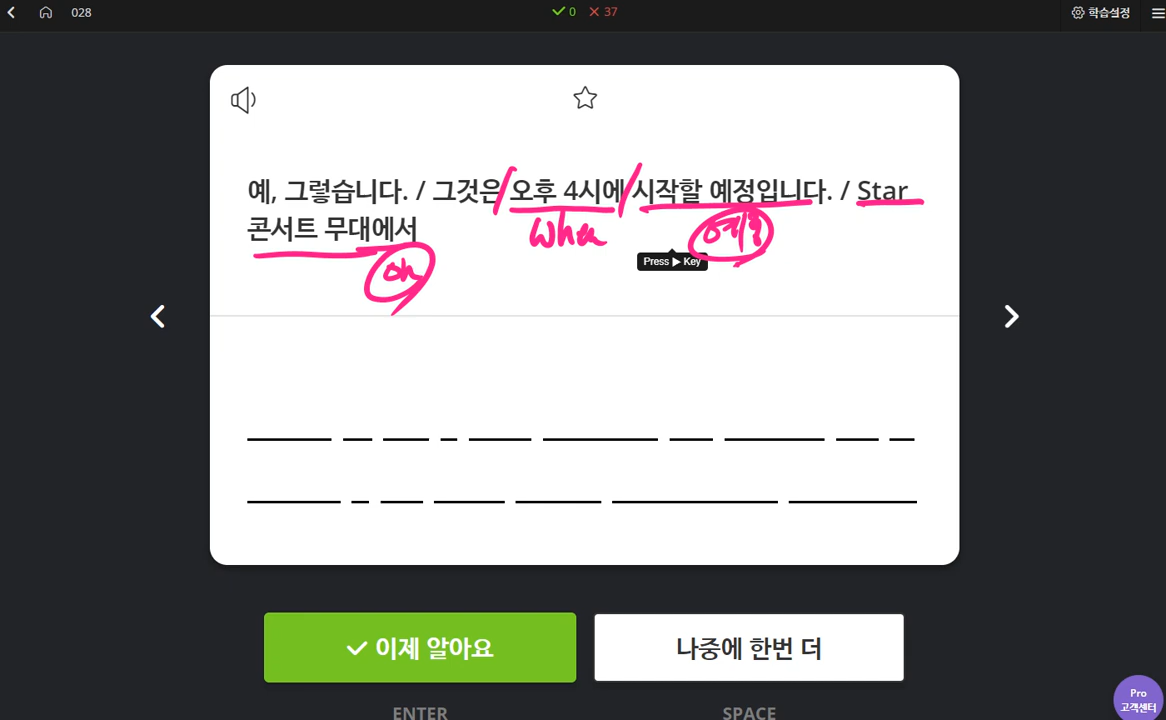 028
0
37
학습설정
예, 그렇습니다. / 그것은 오후 4시에 시작할 예정입니다. / Star
콘서트 무대에서
when
on
Press ▶ Key
이제 알아요
나중에 한번 더
ENTER
SPACE
Pro
고객센터